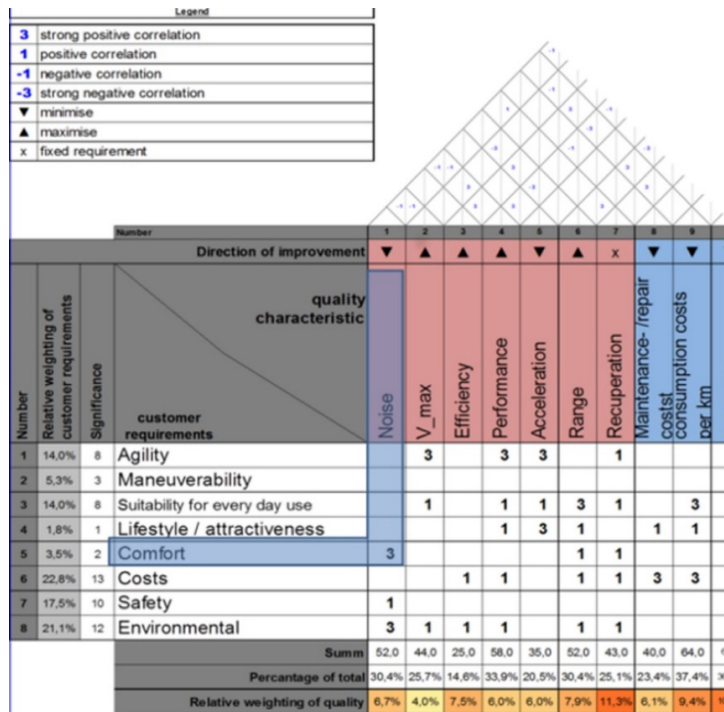 Legend
3 strong positive correlation
1 positive correlation
-1 negative correlation
-3 strong negative correlation
▼ minimise
▲ maximise
x fixed requirement
Number 1 2 3 4 5 6 7 8 9
Direction of improvement ▼ ▲ ▲ ▲ ▼ ▲ x ▼ ▼
Number
Relative weighting of
customer requirements
Significance
quality
characteristic
customer
requirements
Noise
V_max
Efficiency
Performance
Acceleration
Range
Recuperation
Maintenance- /repair
costst
consumption costs
per km
1 14,0% 8 Agility 3 3 3 1
2 5,3% 3 Maneuverability
3 14,0% 8 Suitability for every day use 1 1 1 3 1 3
4 1,8% 1 Lifestyle / attractiveness 1 3 1 1 1
5 3,5% 2 Comfort 3 1 1
6 22,8% 13 Costs 1 1 1 1 3 3
7 17,5% 10 Safety 1
8 21,1% 12 Environmental 3 1 1 1 1 1
Summ 52,0 44,0 25,0 58,0 35,0 52,0 43,0 40,0 64,0
Percentage of total 30,4% 25,7% 14,6% 33,9% 20,5% 30,4% 25,1% 23,4% 37,4%
Relative weighting of quality 6,7% 4,0% 7,5% 6,0% 6,0% 7,9% 11,3% 6,1% 9,4%